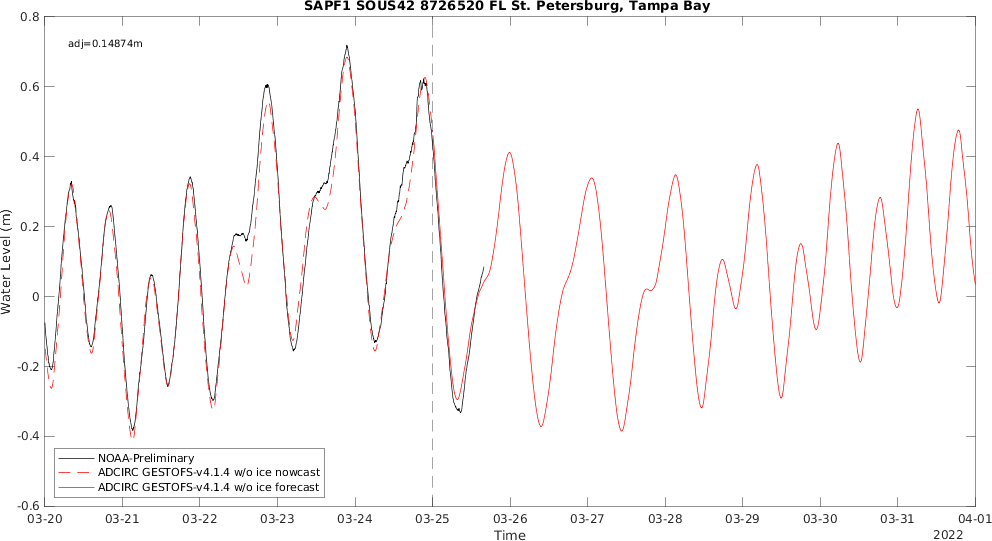 SAPF1 SOUS42 8726520 FL St. Petersburg, Tampa Bay
adj=0.14874m
0.8
0.6
0.4
0.2
0
-0.2
-0.4
-0.6
Water Level (m)
NOAA-Preliminary
ADCIRC GESTOFS-v4.1.4 w/o ice nowcast
ADCIRC GESTOFS-v4.1.4 w/o ice forecast
03-20 03-21 03-22 03-23 03-24 03-25 03-26 03-27 03-28 03-29 03-30 03-31 04-01
Time
2022